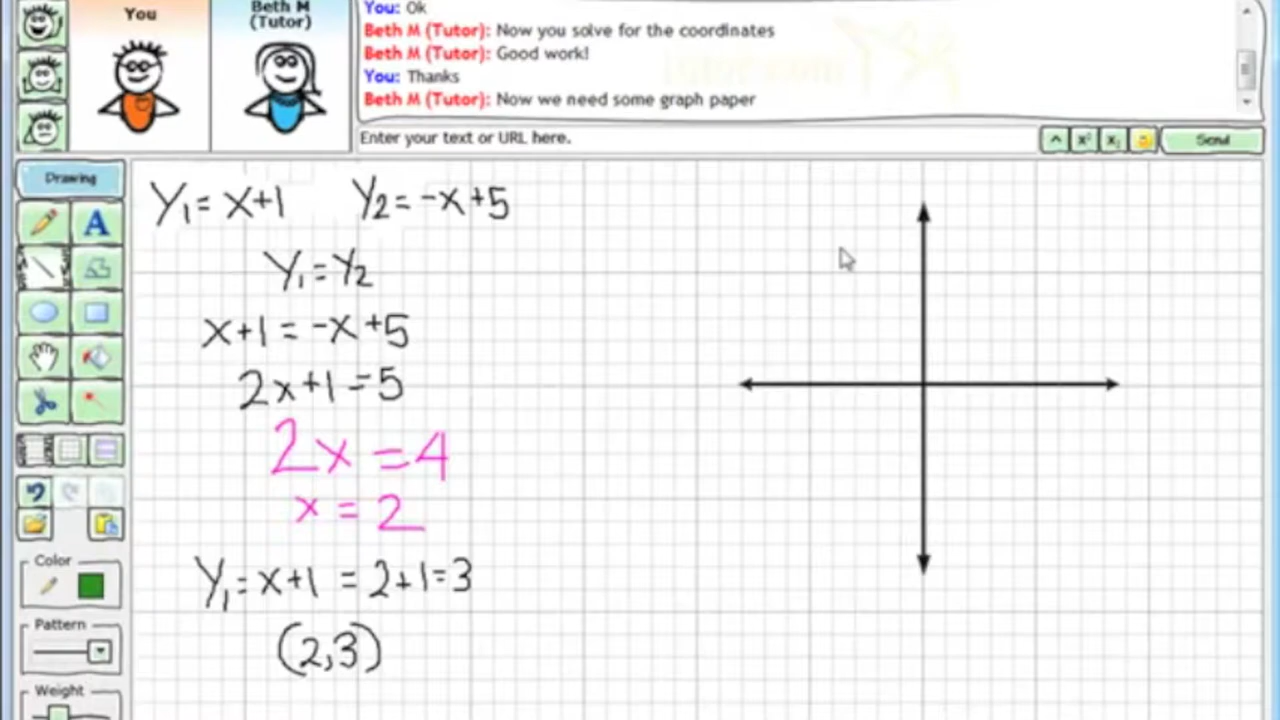 You
Beth M
(Tutor)
You: Ok
Beth M (Tutor): Now you solve for the coordinates
Beth M (Tutor): Good work!
You: Thanks
Beth M (Tutor): Now we need some graph paper
Enter your text or URL here.
^ x² x₂ Send
Drawing
A
Y₁ = x+1 Y₂ = -x+5
Y₁ = Y₂
x+1 = -x+5
2x+1 = 5
2x = 4
x = 2
Y₁ = x+1 = 2+1 = 3
(2,3)
Color
Pattern
Weight